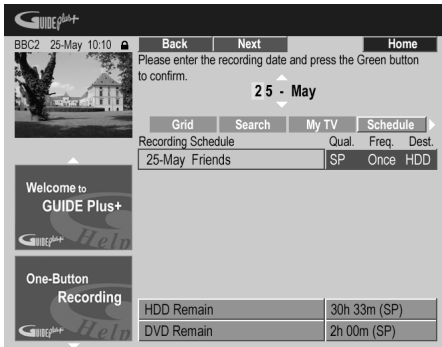 GUIDE Plus+
BBC2 25-May 10:10
Back Next Home
Please enter the recording date and press the Green button
to confirm.
25 - May
Grid Search My TV Schedule
Recording Schedule Qual. Freq. Dest.
25-May Friends SP Once HDD
Welcome to
GUIDE Plus+
GUIDE Plus+ Help
One-Button
Recording
GUIDE Plus+ Help
HDD Remain 30h 33m (SP)
DVD Remain 2h 00m (SP)